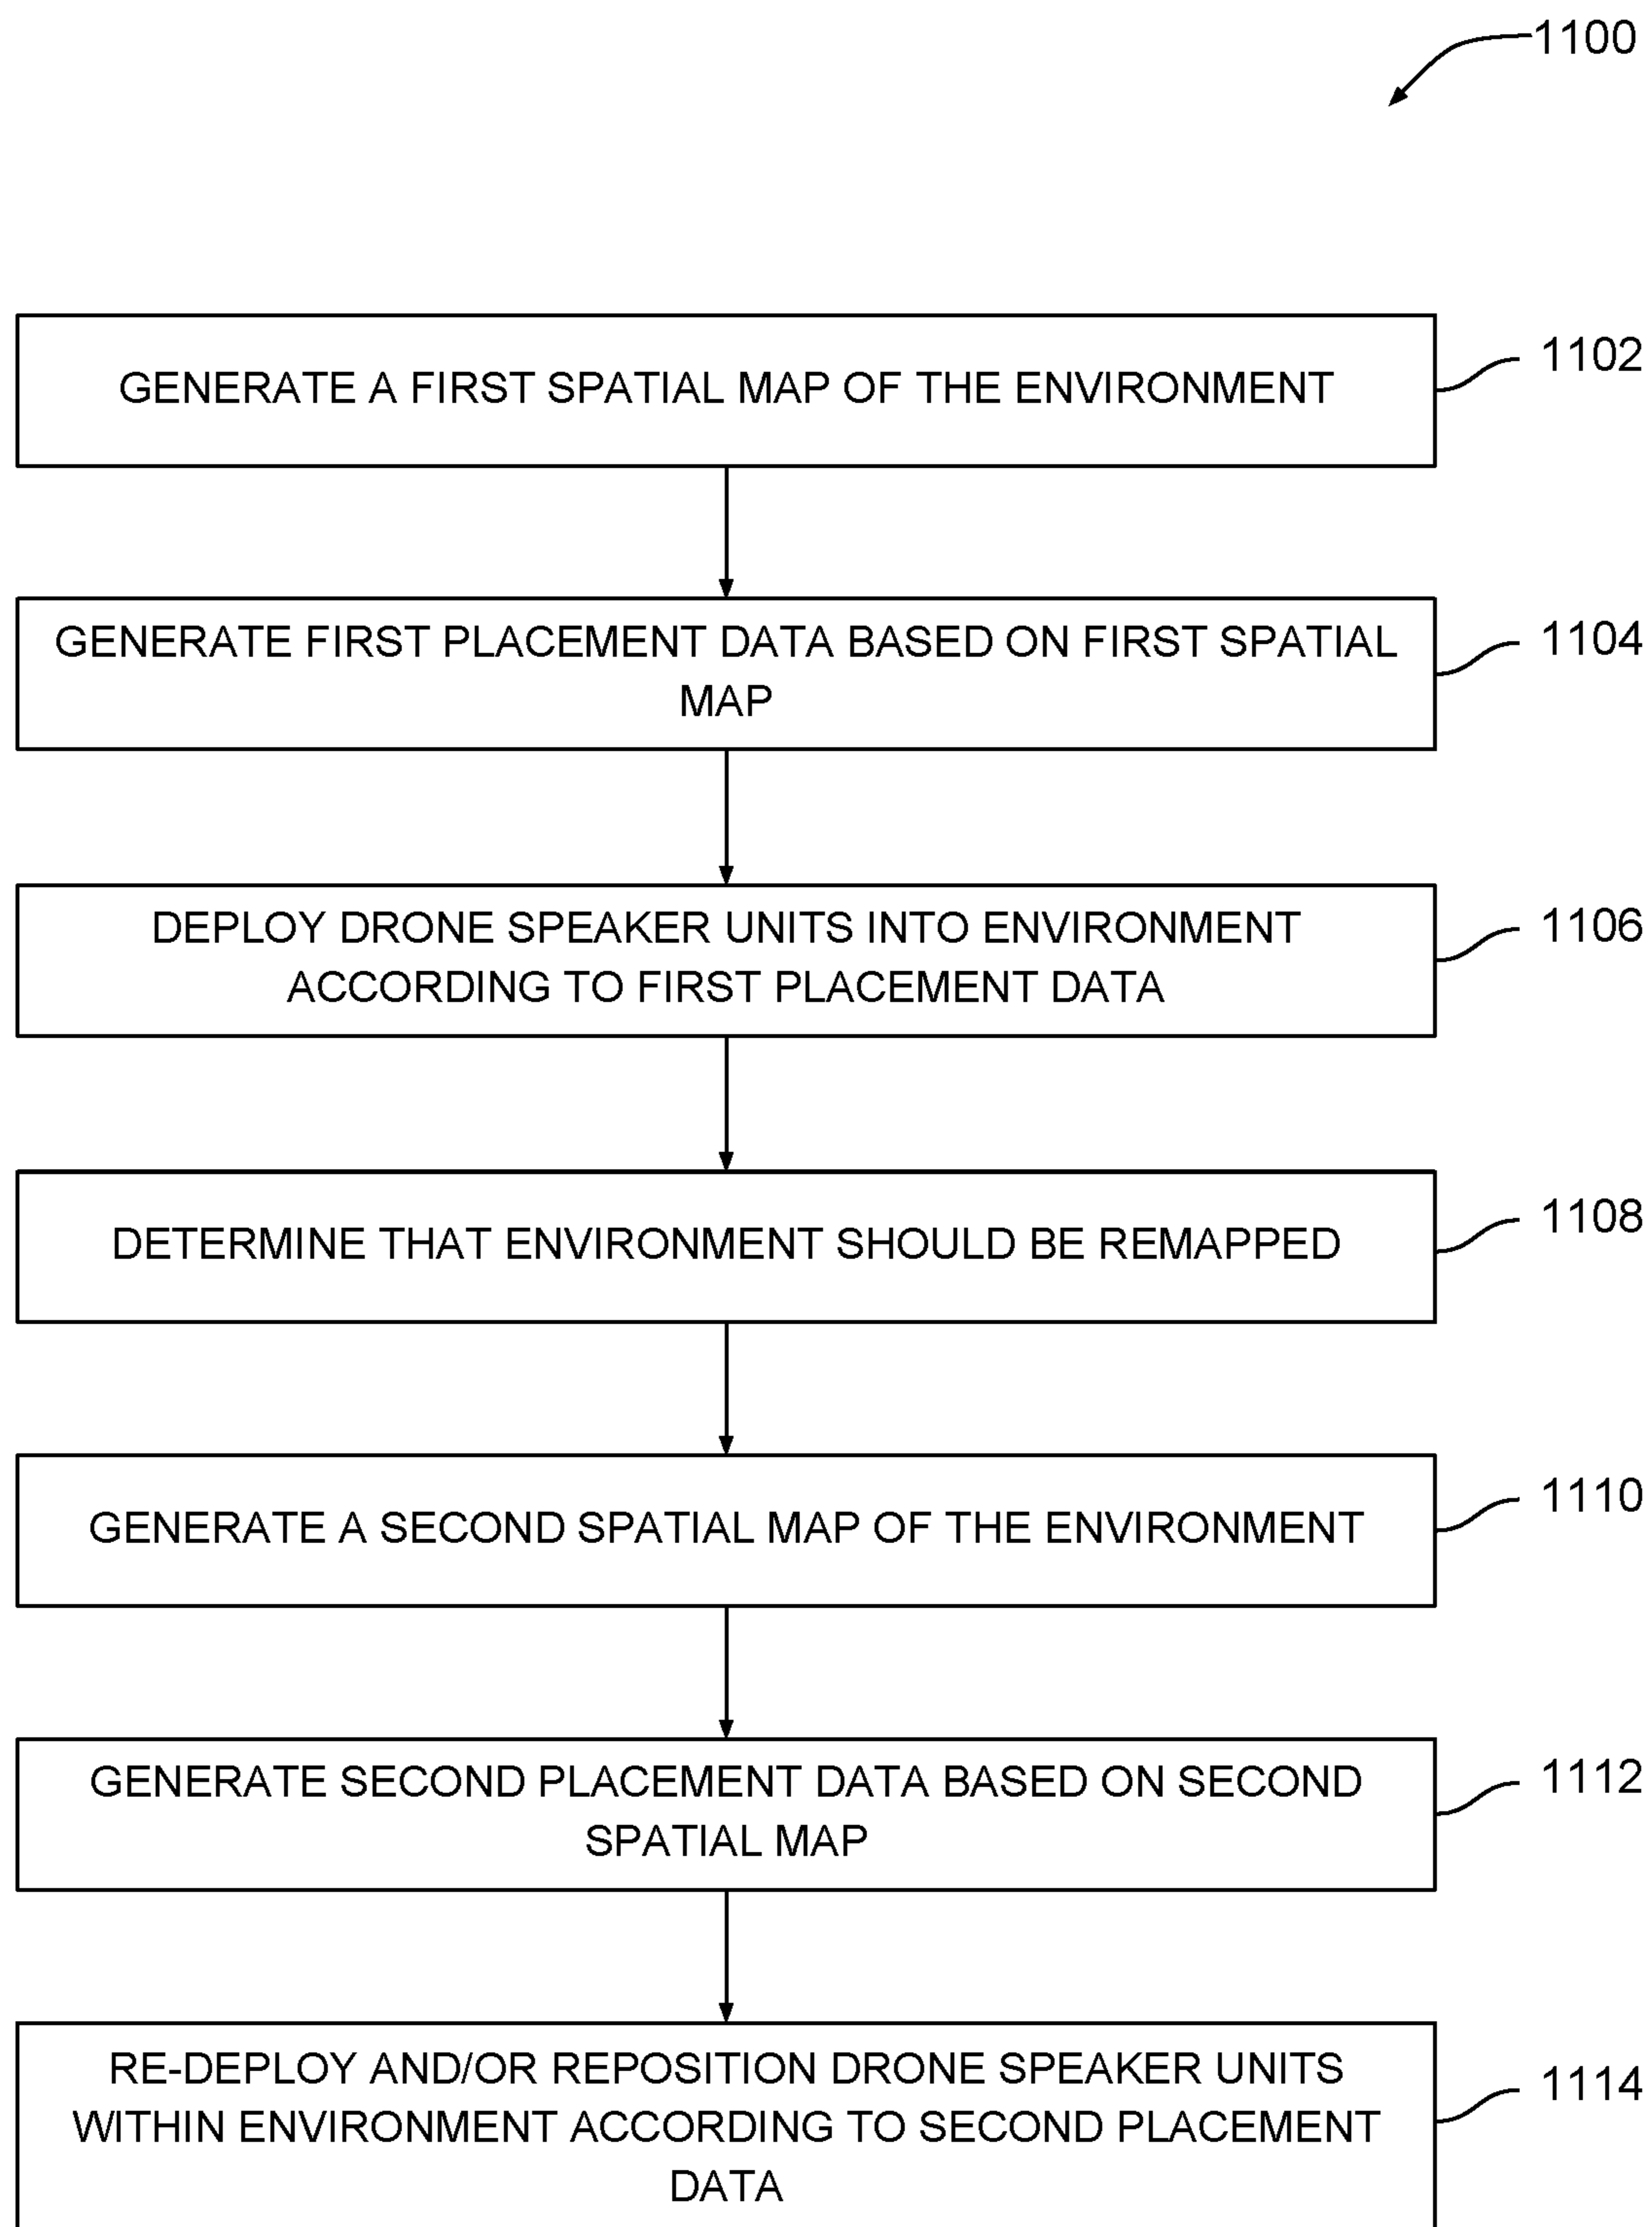 1100
GENERATE A FIRST SPATIAL MAP OF THE ENVIRONMENT
1102
GENERATE FIRST PLACEMENT DATA BASED ON FIRST SPATIAL
MAP
1104
DEPLOY DRONE SPEAKER UNITS INTO ENVIRONMENT
ACCORDING TO FIRST PLACEMENT DATA
1106
DETERMINE THAT ENVIRONMENT SHOULD BE REMAPPED
1108
GENERATE A SECOND SPATIAL MAP OF THE ENVIRONMENT
1110
GENERATE SECOND PLACEMENT DATA BASED ON SECOND
SPATIAL MAP
1112
RE-DEPLOY AND/OR REPOSITION DRONE SPEAKER UNITS
WITHIN ENVIRONMENT ACCORDING TO SECOND PLACEMENT
DATA
1114